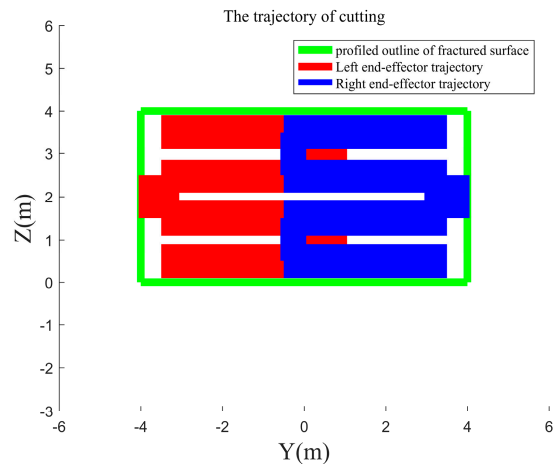 The trajectory of cutting
profiled outline of fractured surface
Left end-effector trajectory
Right end-effector trajectory
6
5
4
3
2
1
0
-1
-2
-3
Z(m)
-6
-4
-2
0
2
4
6
Y(m)